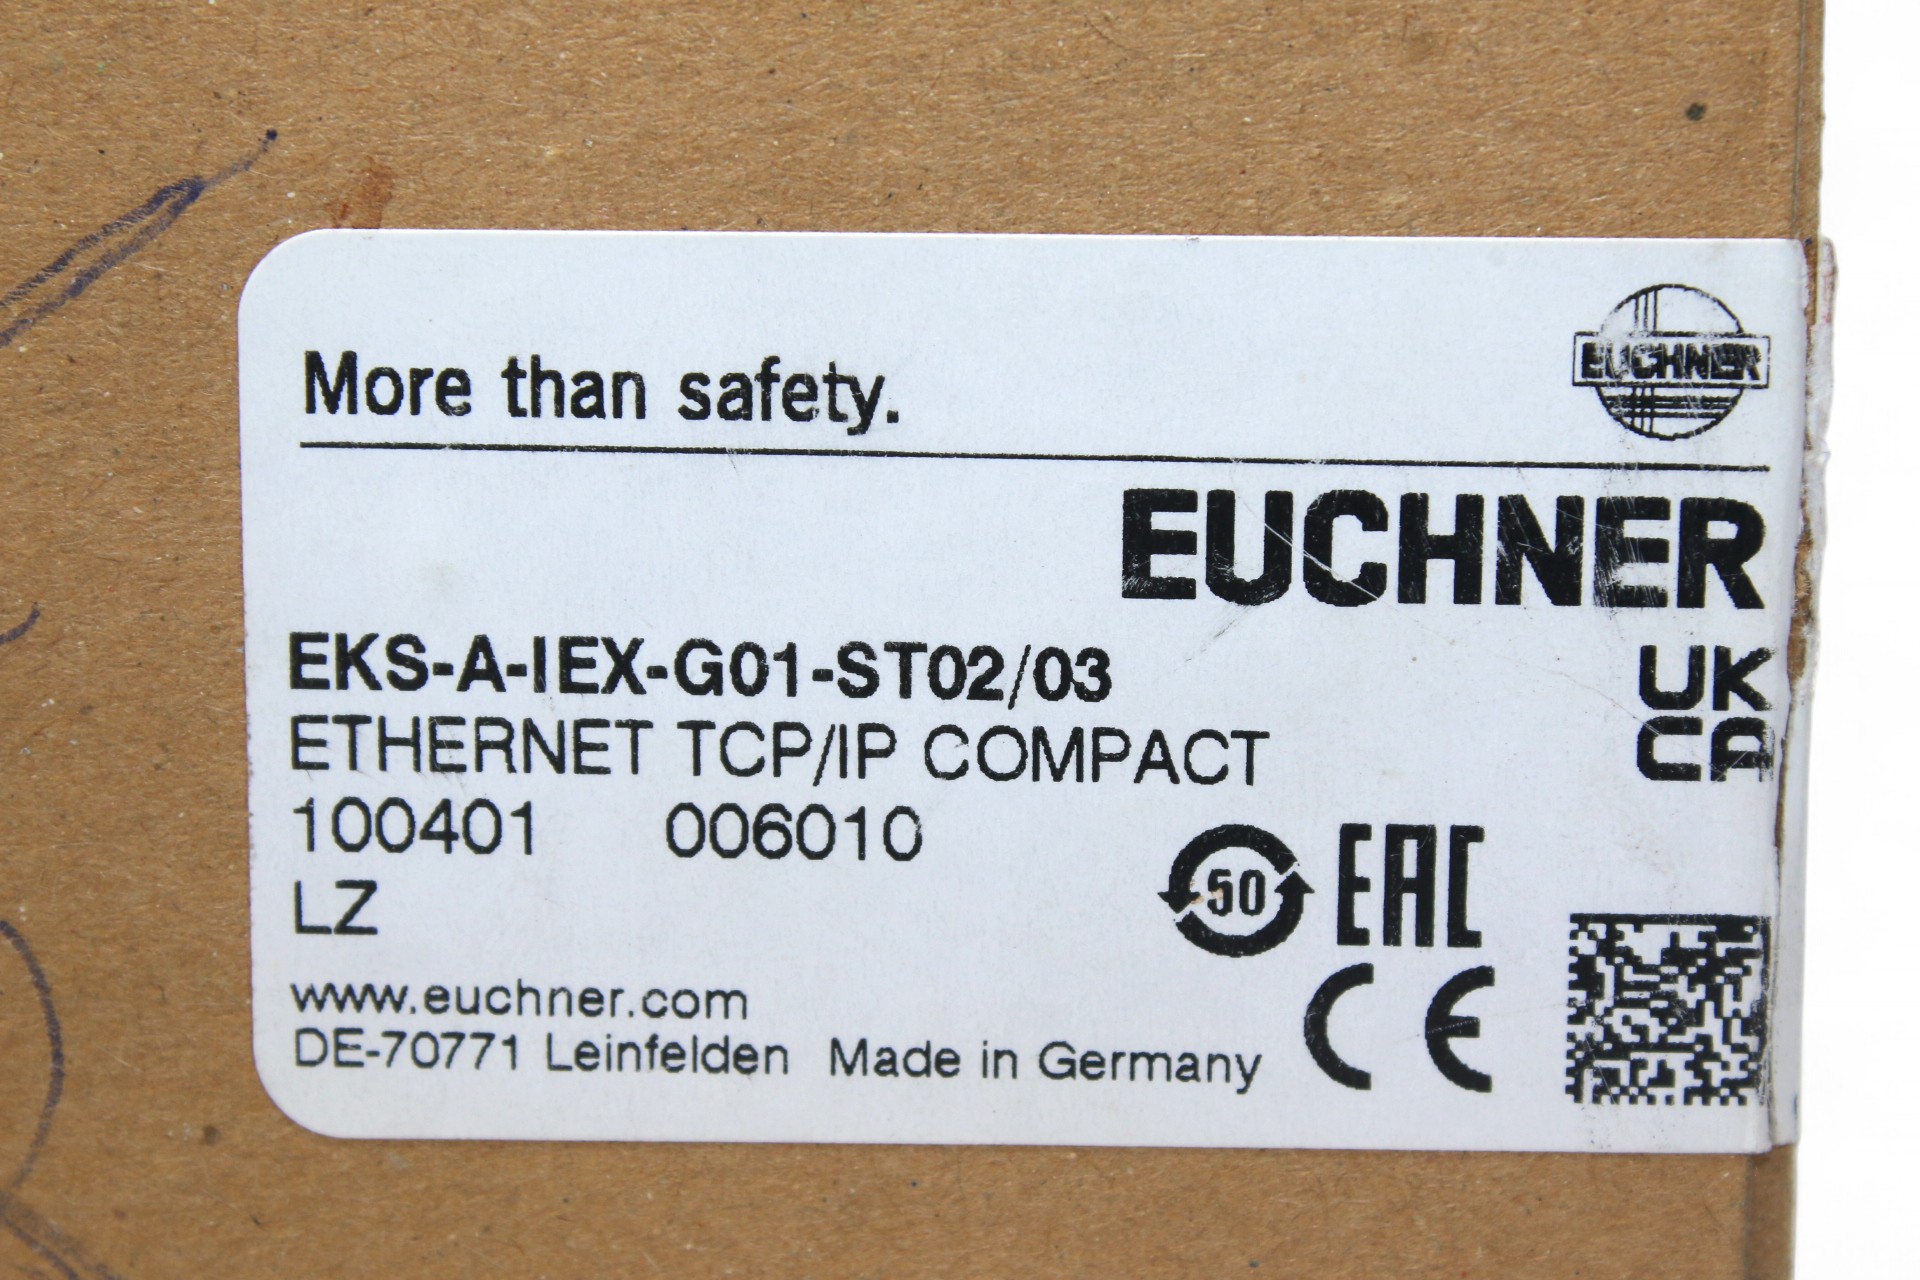 More than safety.
EUCHNER
EUCHNER
EKS-A-IEX-G01-ST02/03
UK
CA
ETHERNET TCP/IP COMPACT
100401 006010
50 EAC
LZ
CE
www.euchner.com
DE-70771 Leinfelden Made in Germany